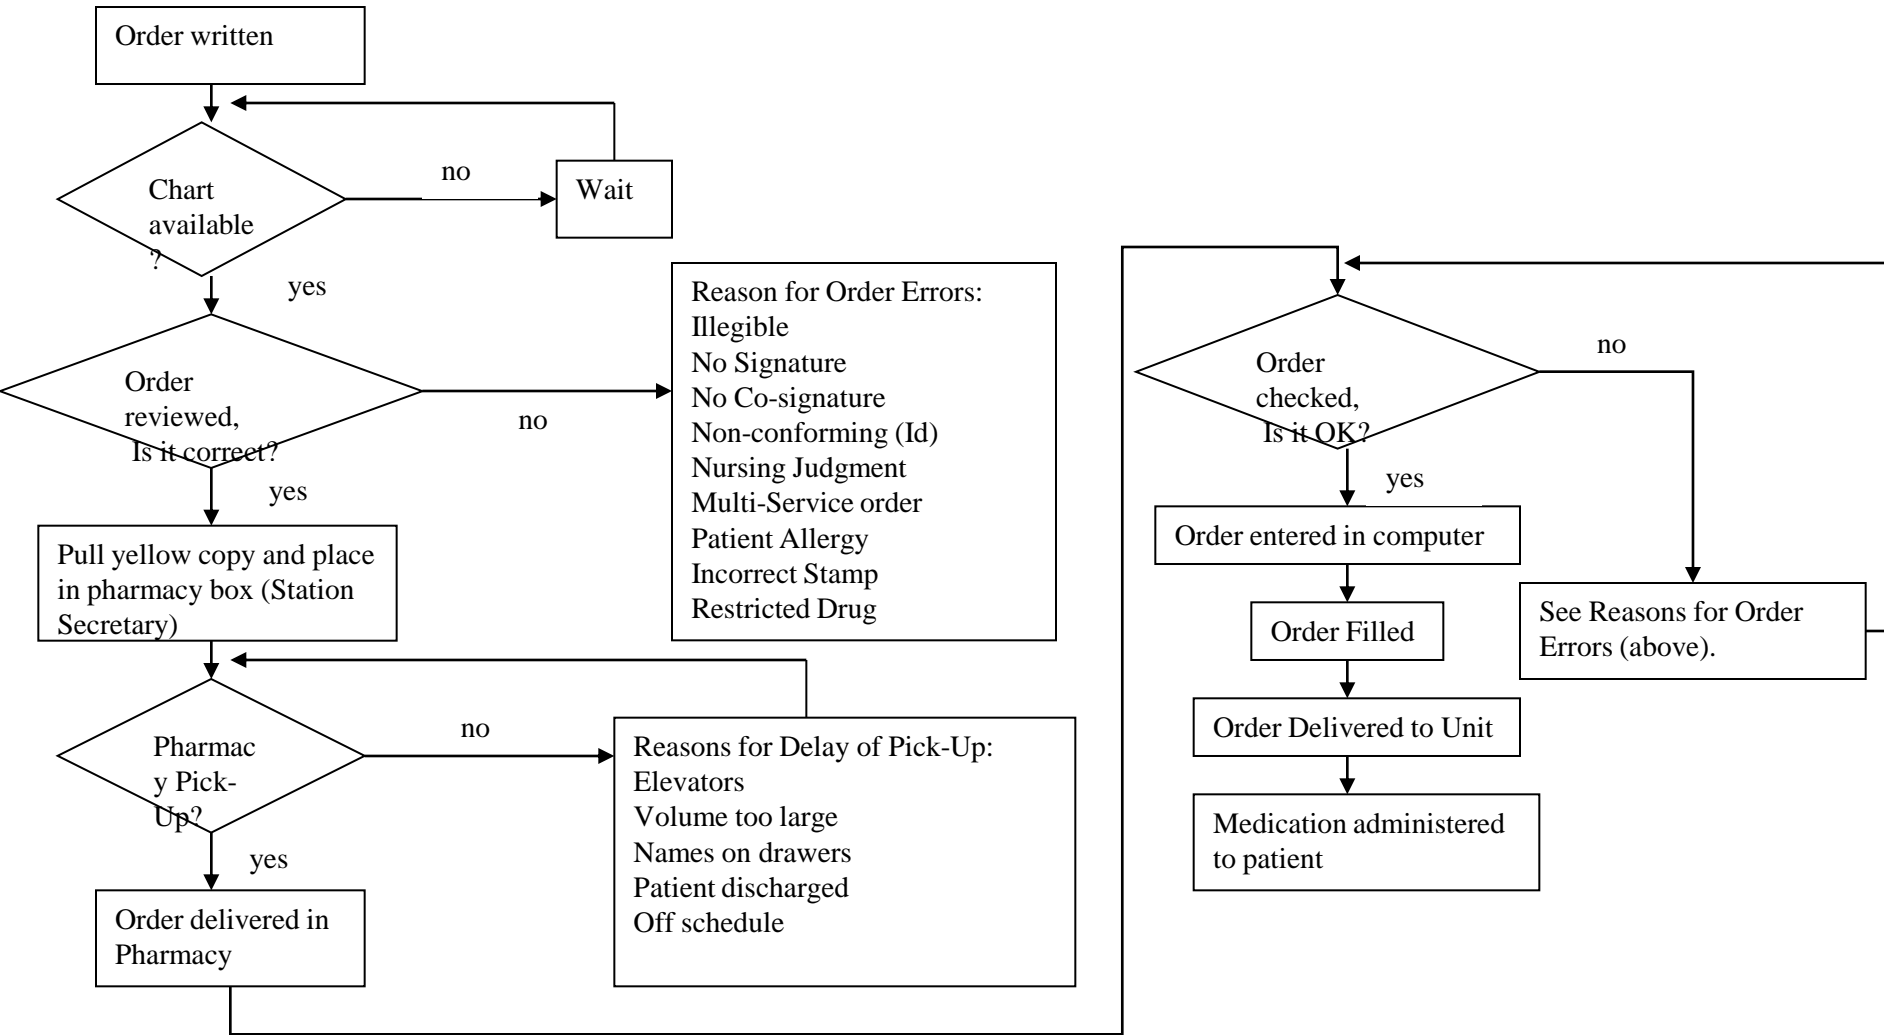 Order written
Chart
available
?
no
Wait
yes
Order
reviewed,
Is it correct?
no
Reason for Order Errors:
Illegible
No Signature
No Co-signature
Non-conforming (Id)
Nursing Judgment
Multi-Service order
Patient Allergy
Incorrect Stamp
Restricted Drug
yes
Pull yellow copy and place
in pharmacy box (Station
Secretary)
Pharmac
y Pick-
Up?
no
Reasons for Delay of Pick-Up:
Elevators
Volume too large
Names on drawers
Patient discharged
Off schedule
yes
Order delivered in
Pharmacy
Order
checked,
Is it OK?
no
yes
Order entered in computer
See Reasons for Order
Errors (above).
Order Filled
Order Delivered to Unit
Medication administered
to patient